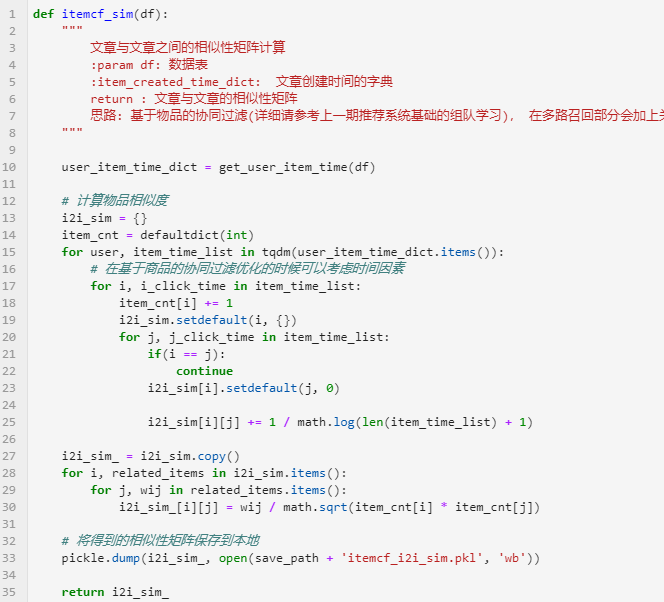 1 def itemcf_sim(df):
2     """
3         文章与文章之间的相似性矩阵计算
4         :param df: 数据表
5         :item_created_time_dict:  文章创建时间的字典
6         return : 文章与文章的相似性矩阵
7         思路: 基于物品的协同过滤(详细请参考上一期推荐系统基础的组队学习)， 在多路召回部分会加上
8     """
9
10     user_item_time_dict = get_user_item_time(df)
11
12     # 计算物品相似度
13     i2i_sim = {}
14     item_cnt = defaultdict(int)
15     for user, item_time_list in tqdm(user_item_time_dict.items()):
16         # 在基于商品的协同过滤优化的时候可以考虑时间因素
17         for i, i_click_time in item_time_list:
18             item_cnt[i] += 1
19             i2i_sim.setdefault(i, {})
20             for j, j_click_time in item_time_list:
21                 if(i == j):
22                     continue
23                 i2i_sim[i].setdefault(j, 0)
24
25                 i2i_sim[i][j] += 1 / math.log(len(item_time_list) + 1)
26
27     i2i_sim_ = i2i_sim.copy()
28     for i, related_items in i2i_sim.items():
29         for j, wij in related_items.items():
30             i2i_sim_[i][j] = wij / math.sqrt(item_cnt[i] * item_cnt[j])
31
32     # 将得到的相似性矩阵保存到本地
33     pickle.dump(i2i_sim_, open(save_path + 'itemcf_i2i_sim.pkl', 'wb'))
34
35     return i2i_sim_